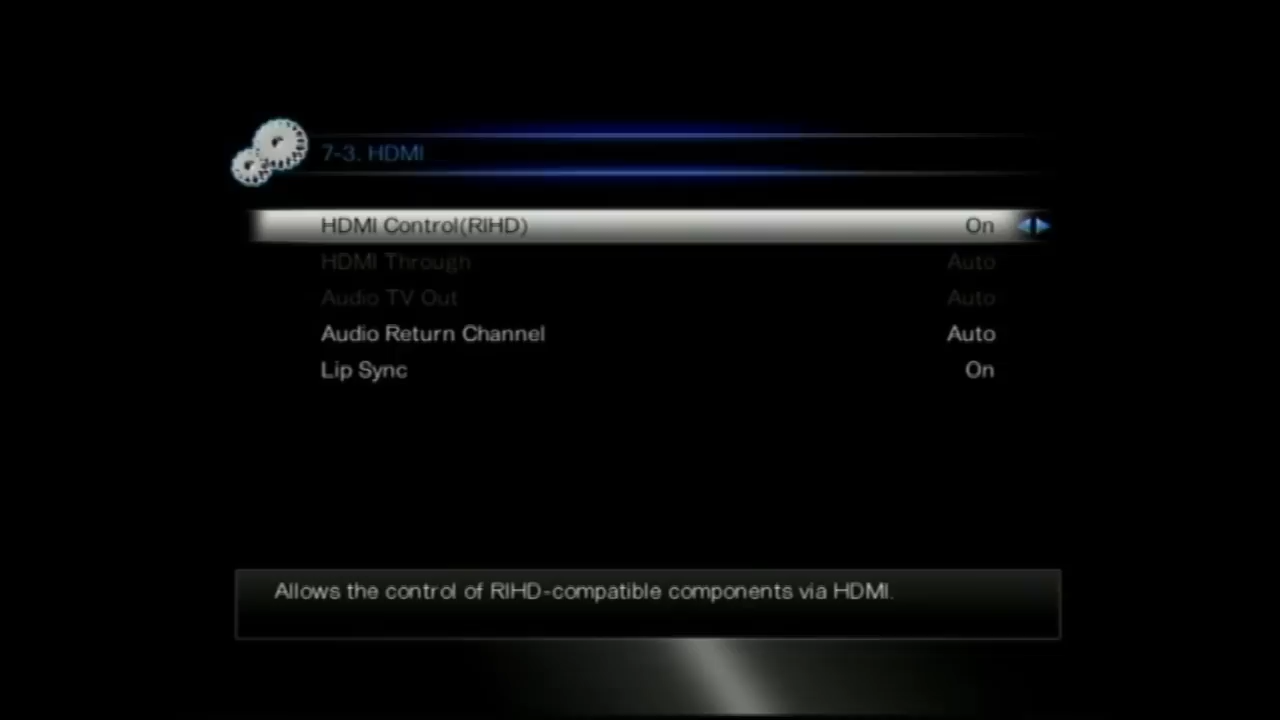 7-3. HDMI
HDMI Control(RIHD) On
HDMI Through Auto
Audio TV Out Auto
Audio Return Channel Auto
Lip Sync On
Allows the control of RIHD-compatible components via HDMI.